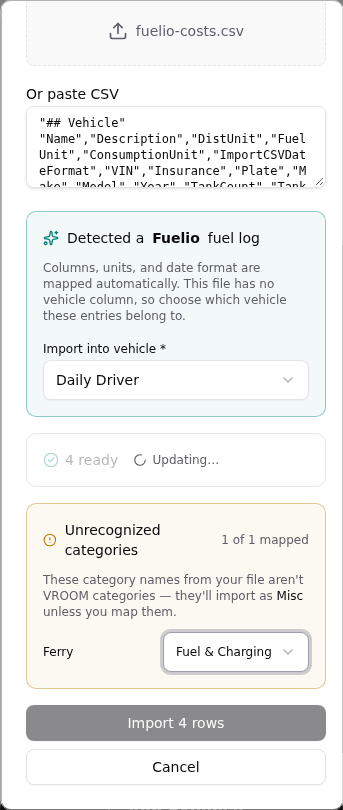 fuelio-costs.csv
Or paste CSV
"## Vehicle"
"Name","Description","DistUnit","Fuel
Unit","ConsumptionUnit","ImportCSVDat
eFormat","VIN","Insurance","Plate","M
ake","Model","Year","TankCount","Tank
Detected a Fuelio fuel log
Columns, units, and date format are
mapped automatically. This file has no
vehicle column, so choose which vehicle
these entries belong to.
Import into vehicle *
Daily Driver
4 ready Updating…
Unrecognized
categories
1 of 1 mapped
These category names from your file aren't
VROOM categories — they'll import as Misc
unless you map them.
Ferry
Fuel & Charging
Import 4 rows
Cancel